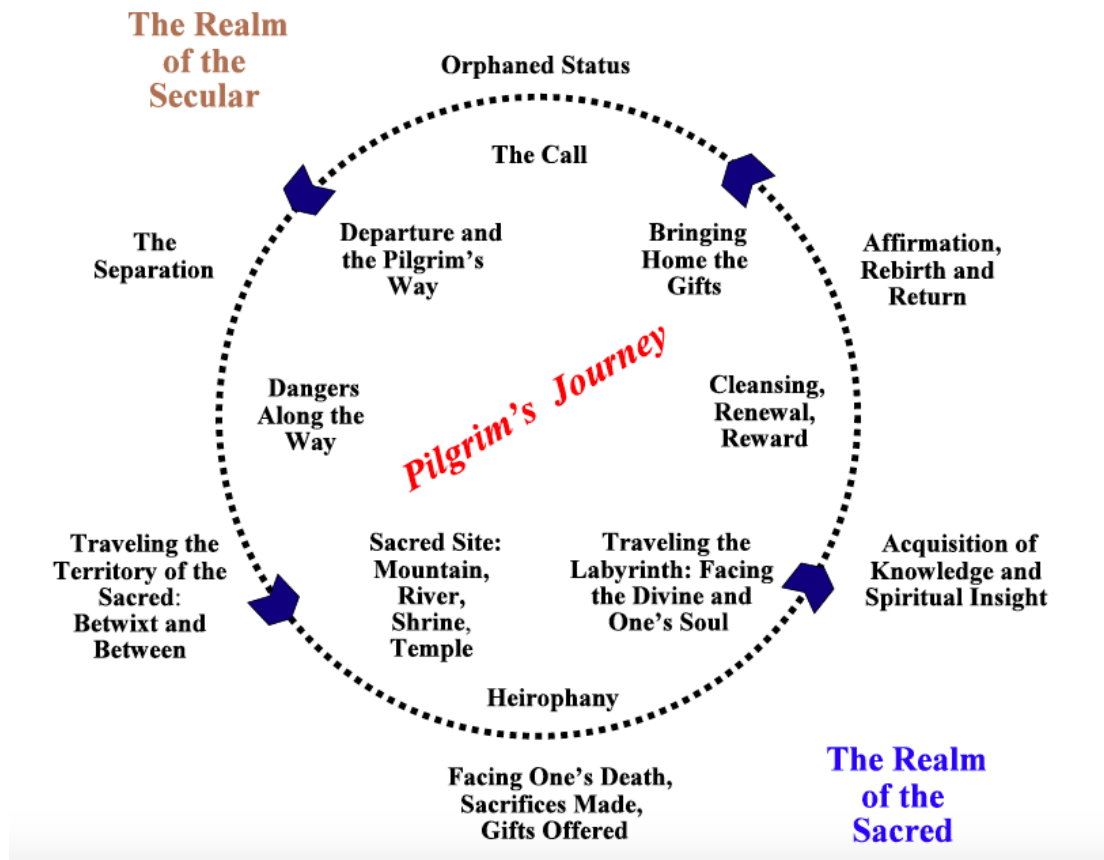 The Realm
of the
Secular
Orphaned Status
The Call
The
Separation
Departure and
the Pilgrim's
Way
Bringing
Home the
Gifts
Affirmation,
Rebirth and
Return
Pilgrim's Journey
Dangers
Along the
Way
Cleansing,
Renewal,
Reward
Traveling the
Territory of the
Sacred:
Betwixt and
Between
Sacred Site:
Mountain,
River,
Shrine,
Temple
Traveling the
Labyrinth: Facing
the Divine and
One's Soul
Acquisition of
Knowledge and
Spiritual Insight
Heirophany
Facing One's Death,
Sacrifices Made,
Gifts Offered
The Realm
of the
Sacred